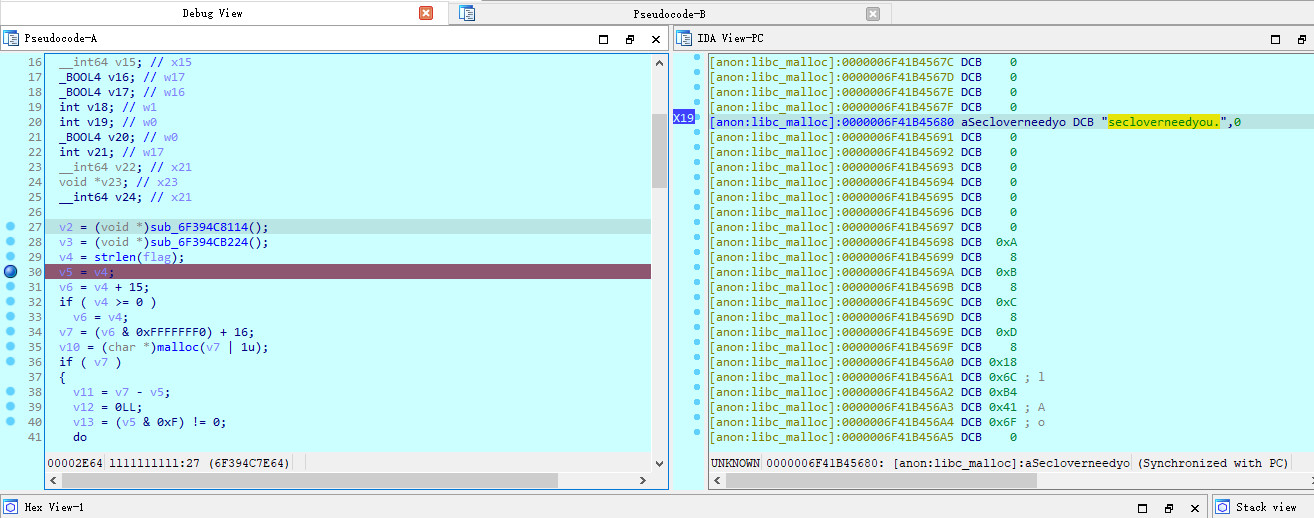 Debug View
Pseudocode-B
Pseudocode-A
IDA View-PC
16 __int64 v15; // x15
17 _BOOL4 v16; // w17
18 _BOOL4 v17; // w16
19 int v18; // w1
20 int v19; // w0
21 _BOOL4 v20; // w0
22 int v21; // w17
23 __int64 v22; // x21
24 void *v23; // x23
25 __int64 v24; // x21
26
27 v2 = (void *)sub_6F394C8114();
28 v3 = (void *)sub_6F394CB224();
29 v4 = strlen(flag);
30 v5 = v4;
31 v6 = v4 + 15;
32 if ( v4 >= 0 )
33 v6 = v4;
34 v7 = (v6 & 0xFFFFFFF0) + 16;
35 v10 = (char *)malloc(v7 | 1u);
36 if ( v7 )
37 {
38 v11 = v7 - v5;
39 v12 = 0LL;
40 v13 = (v5 & 0xF) != 0;
41 do
00002E64 llllllllll:27 (6F394C7E64)
[anon:libc_malloc]:0000006F41B4567C DCB 0
[anon:libc_malloc]:0000006F41B4567D DCB 0
[anon:libc_malloc]:0000006F41B4567E DCB 0
[anon:libc_malloc]:0000006F41B4567F DCB 0
X19 [anon:libc_malloc]:0000006F41B45680 aSecloverneedyo DCB "secloverneedyou.",0
[anon:libc_malloc]:0000006F41B45691 DCB 0
[anon:libc_malloc]:0000006F41B45692 DCB 0
[anon:libc_malloc]:0000006F41B45693 DCB 0
[anon:libc_malloc]:0000006F41B45694 DCB 0
[anon:libc_malloc]:0000006F41B45695 DCB 0
[anon:libc_malloc]:0000006F41B45696 DCB 0
[anon:libc_malloc]:0000006F41B45697 DCB 0
[anon:libc_malloc]:0000006F41B45698 DCB 0xA
[anon:libc_malloc]:0000006F41B45699 DCB 8
[anon:libc_malloc]:0000006F41B4569A DCB 0xB
[anon:libc_malloc]:0000006F41B4569B DCB 8
[anon:libc_malloc]:0000006F41B4569C DCB 0xC
[anon:libc_malloc]:0000006F41B4569D DCB 8
[anon:libc_malloc]:0000006F41B4569E DCB 0xD
[anon:libc_malloc]:0000006F41B4569F DCB 8
[anon:libc_malloc]:0000006F41B456A0 DCB 0x18
[anon:libc_malloc]:0000006F41B456A1 DCB 0x6C ; l
[anon:libc_malloc]:0000006F41B456A2 DCB 0xB4
[anon:libc_malloc]:0000006F41B456A3 DCB 0x41 ; A
[anon:libc_malloc]:0000006F41B456A4 DCB 0x6F ; o
[anon:libc_malloc]:0000006F41B456A5 DCB 0
UNKNOWN 0000006F41B45680: [anon:libc_malloc]:aSecloverneedyo (Synchronized with PC)
Hex View-1
Stack view